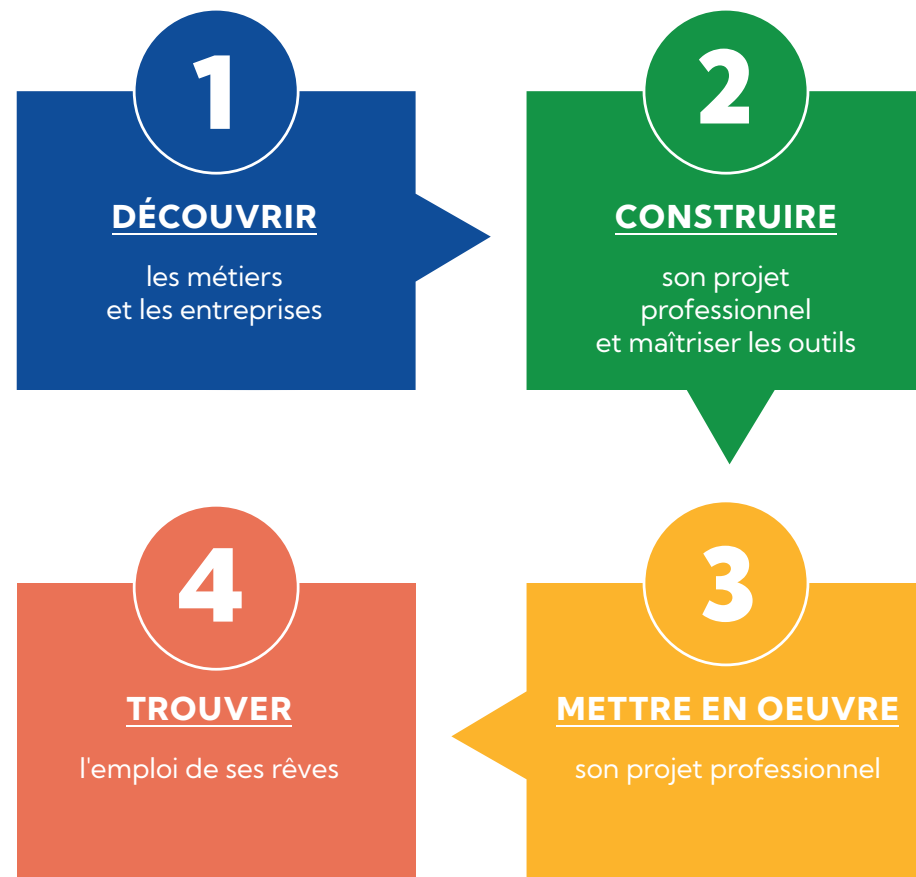 1
DÉCOUVRIR
les métiers
et les entreprises
2
CONSTRUIRE
son projet
professionnel
et maîtriser les outils
3
METTRE EN OEUVRE
son projet professionnel
4
TROUVER
l'emploi de ses rêves